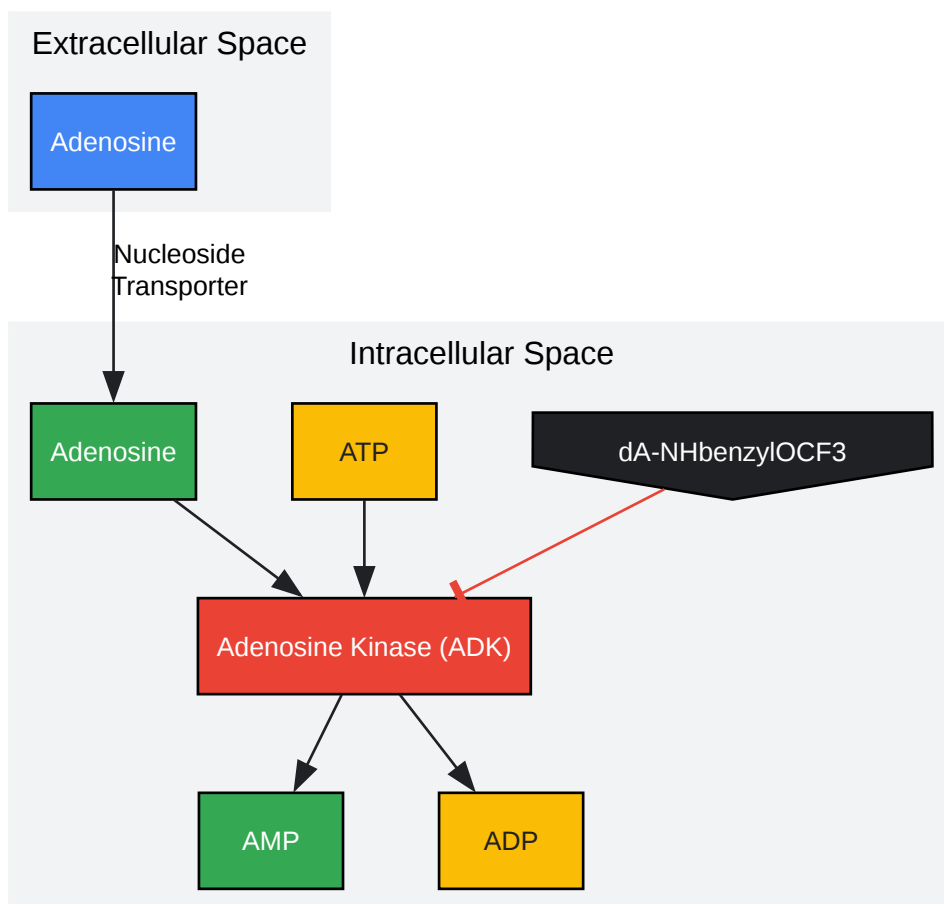 Extracellular Space
Adenosine
Nucleoside
Transporter
Intracellular Space
Adenosine
ATP
dA-NHbenzylOCF3
Adenosine Kinase (ADK)
AMP
ADP